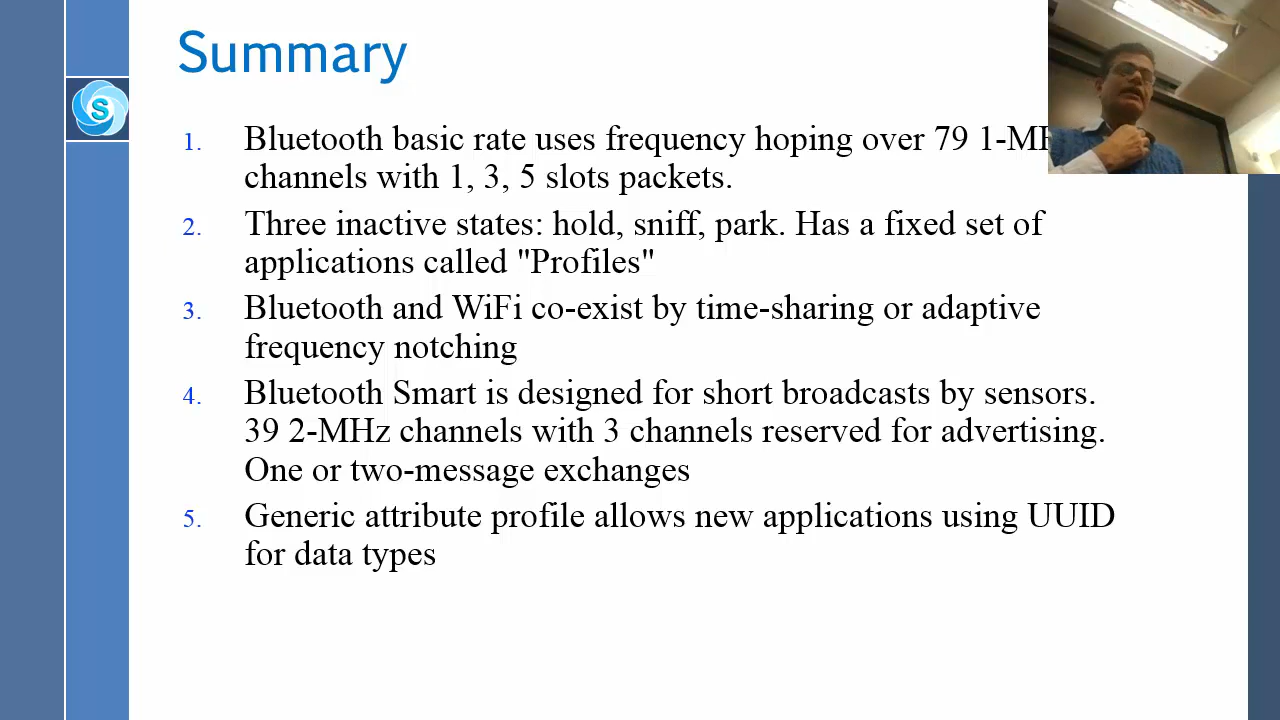 Summary
S
1. Bluetooth basic rate uses frequency hoping over 79
channels with 1, 3, 5 slots packets.
2. Three inactive states: hold, sniff, park. Has a fixed set of
applications called "Profiles"
3. Bluetooth and WiFi co-exist by time-sharing or adaptive
frequency notching
4. Bluetooth Smart is designed for short broadcasts by sensors.
39 2-MHz channels with 3 channels reserved for advertising.
One or two-message exchanges
5. Generic attribute profile allows new applications using UUID
for data types